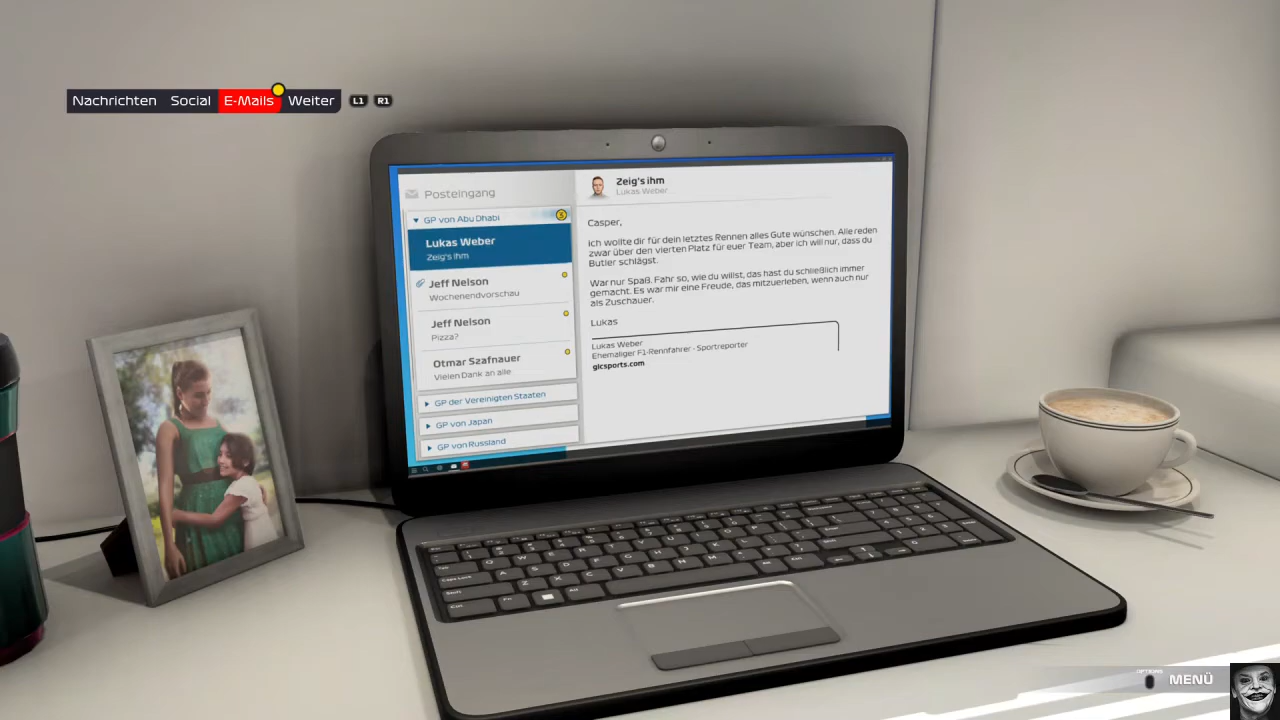 Nachrichten Social E-Mails Weiter L1 R1
Posteingang
GP von Abu Dhabi
Lukas Weber
Zeig's ihm
Jeff Nelson
Wochenendvorschau
Jeff Nelson
Pizza?
Otmar Szafnauer
Vielen Dank an alle
GP der Vereinigten Staaten
GP von Japan
GP von Russland
Zeig's ihm
Lukas Weber
Casper,
ich wollte dir für dein letztes Rennen alles Gute wünschen. Alle reden
zwar über den vierten Platz für euer Team, aber ich will nur, dass du
Butler schlägst.
War nur Spaß. Fahr so, wie du willst, das hast du schließlich immer
gemacht. Es war mir eine Freude, das mitzuerleben, wenn auch nur
als Zuschauer.
Lukas
Lukas Weber
Ehemaliger F1-Rennfahrer - Sportreporter
glcsports.com
OPTIONS
MENÜ